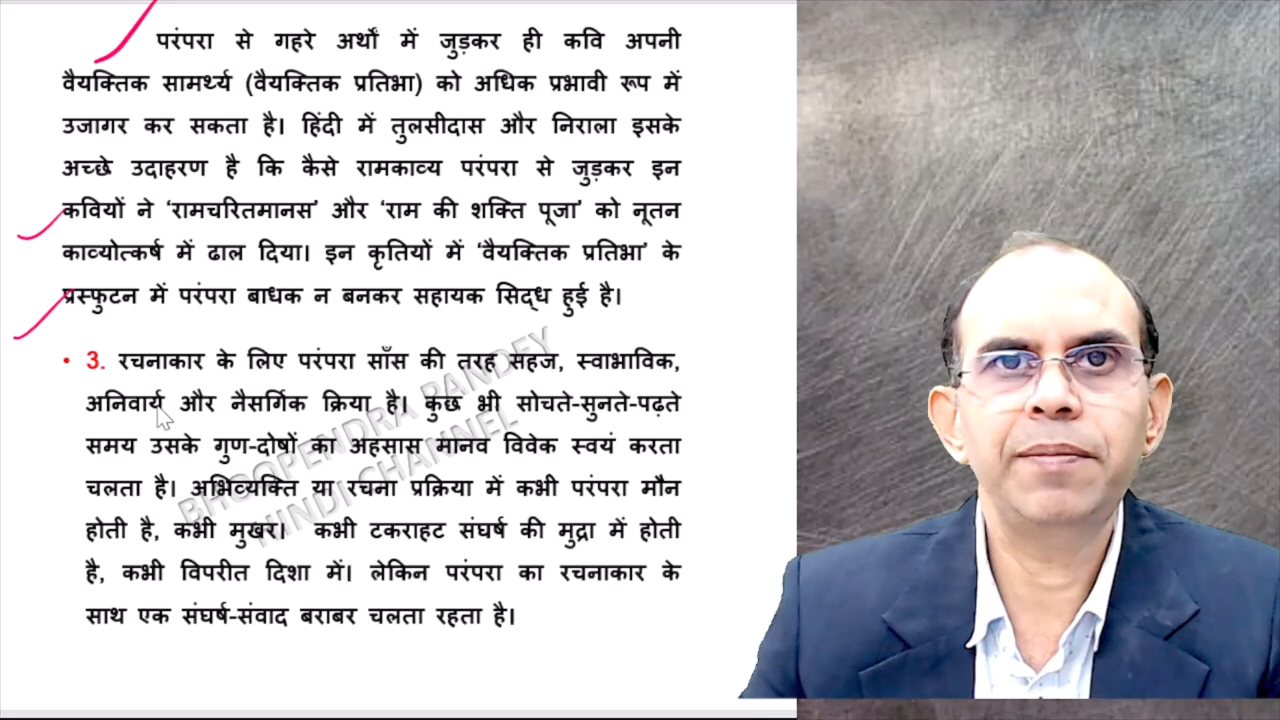 परंपरा से गहरे अर्थों में जुड़कर ही कवि अपनी
वैयक्तिक सामर्थ्य (वैयक्तिक प्रतिभा) को अधिक प्रभावी रूप में
उजागर कर सकता है। हिंदी में तुलसीदास और निराला इसके
अच्छे उदाहरण है कि कैसे रामकाव्य परंपरा से जुड़कर इन
कवियों ने ‘रामचरितमानस’ और ‘राम की शक्ति पूजा’ को नूतन
काव्योत्कर्ष में ढाल दिया। इन कृतियों में ‘वैयक्तिक प्रतिभा’ के
प्रस्फुटन में परंपरा बाधक न बनकर सहायक सिद्ध हुई है।
• 3. रचनाकार के लिए परंपरा साँस की तरह सहज, स्वाभाविक,
अनिवार्य और नैसर्गिक क्रिया है। कुछ भी सोचते-सुनते-पढ़ते
समय उसके गुण-दोषों का अहसास मानव विवेक स्वयं करता
चलता है। अभिव्यक्ति या रचना प्रक्रिया में कभी परंपरा मौन
होती है, कभी मुखर। कभी टकराहट संघर्ष की मुद्रा में होती
है, कभी विपरीत दिशा में। लेकिन परंपरा का रचनाकार के
साथ एक संघर्ष-संवाद बराबर चलता रहता है।
BHOOPENDRA PANDEY
HINDI CHANNEL